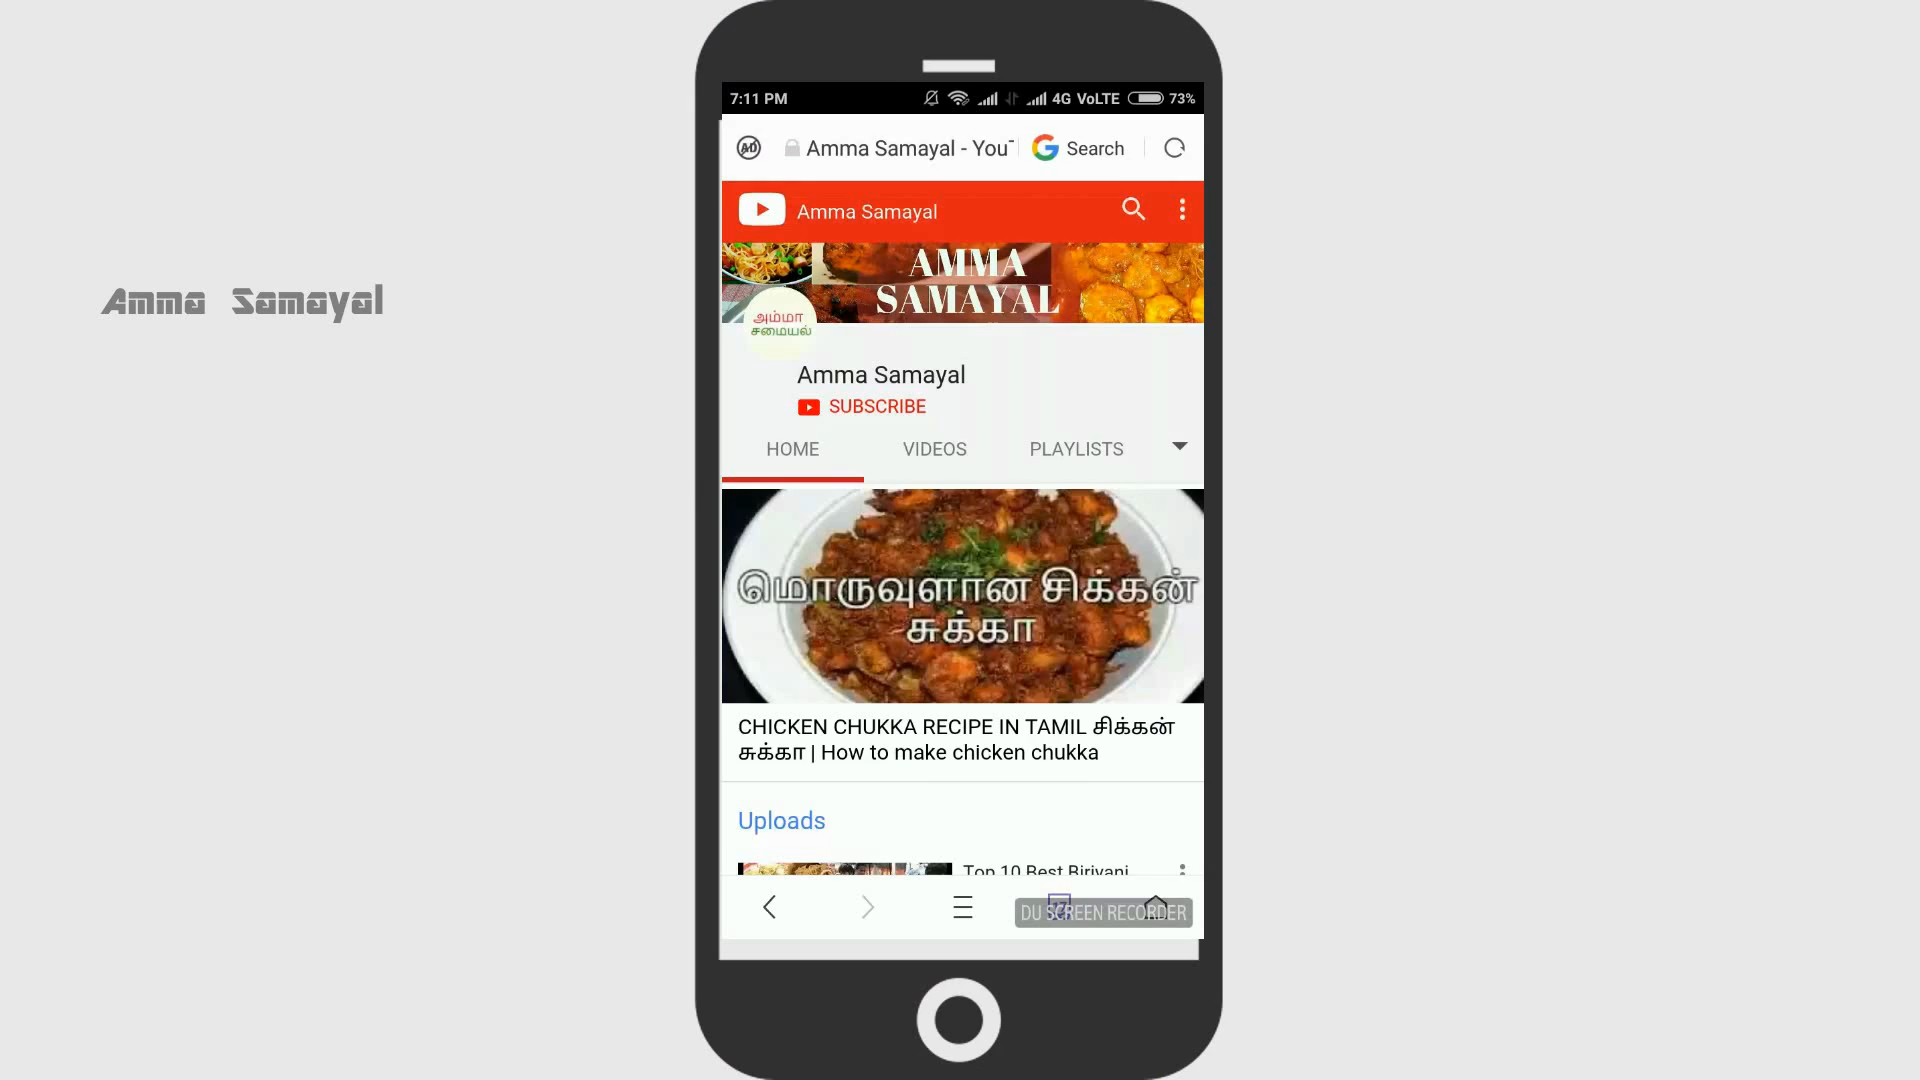 7:11 PM 4G VoLTE 73%
AD Amma Samayal - You Search
Amma Samayal
AMMA
SAMAYAL
அம்மா
சமையல்
Amma Samayal
Amma Samayal
SUBSCRIBE
HOME VIDEOS PLAYLISTS
மொருவுளான சிக்கன்
சுக்கா
CHICKEN CHUKKA RECIPE IN TAMIL சிக்கன்
சுக்கா | How to make chicken chukka
Uploads
Top 10 Best Biriyani
DU SCREEN RECORDER